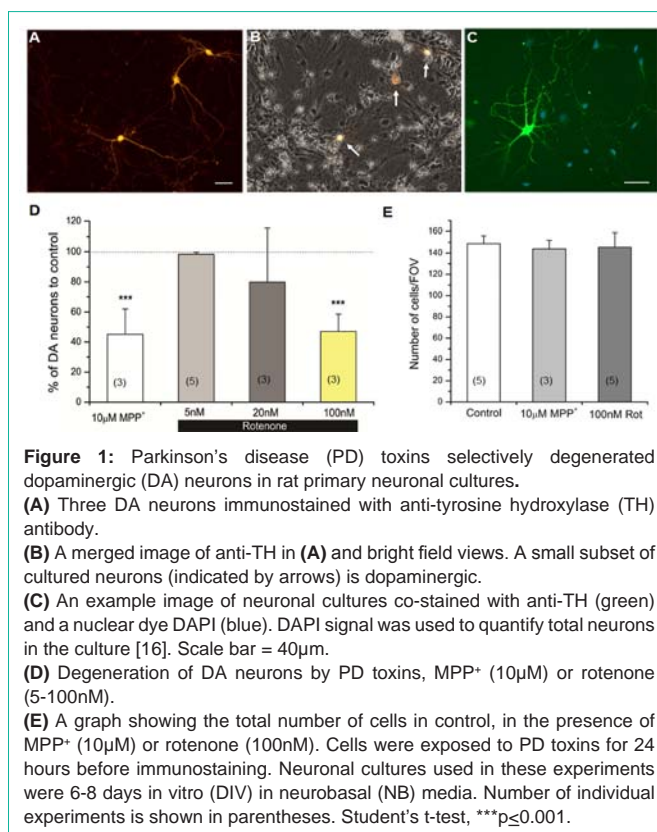 A
B
C
D
E
% of DA neurons to control
120
100
80
60
40
20
0
***
***
(3)
(5)
(3)
(3)
10µM MPP⁺
5nM
20nM
100nM
Rotenone
Number of cells/FOV
200
180
160
140
120
100
80
60
40
20
0
(5)
(3)
(5)
Control
10µM MPP⁺
100nM Rot
Figure 1: Parkinson's disease (PD) toxins selectively degenerated
dopaminergic (DA) neurons in rat primary neuronal cultures.
(A) Three DA neurons immunostained with anti-tyrosine hydroxylase (TH)
antibody.
(B) A merged image of anti-TH in (A) and bright field views. A small subset of
cultured neurons (indicated by arrows) is dopaminergic.
(C) An example image of neuronal cultures co-stained with anti-TH (green)
and a nuclear dye DAPI (blue). DAPI signal was used to quantify total neurons
in the culture [16]. Scale bar = 40µm.
(D) Degeneration of DA neurons by PD toxins, MPP⁺ (10µM) or rotenone
(5-100nM).
(E) A graph showing the total number of cells in control, in the presence of
MPP⁺ (10µM) or rotenone (100nM). Cells were exposed to PD toxins for 24
hours before immunostaining. Neuronal cultures used in these experiments
were 6-8 days in vitro (DIV) in neurobasal (NB) media. Number of individual
experiments is shown in parentheses. Student's t-test, ***p≤0.001.